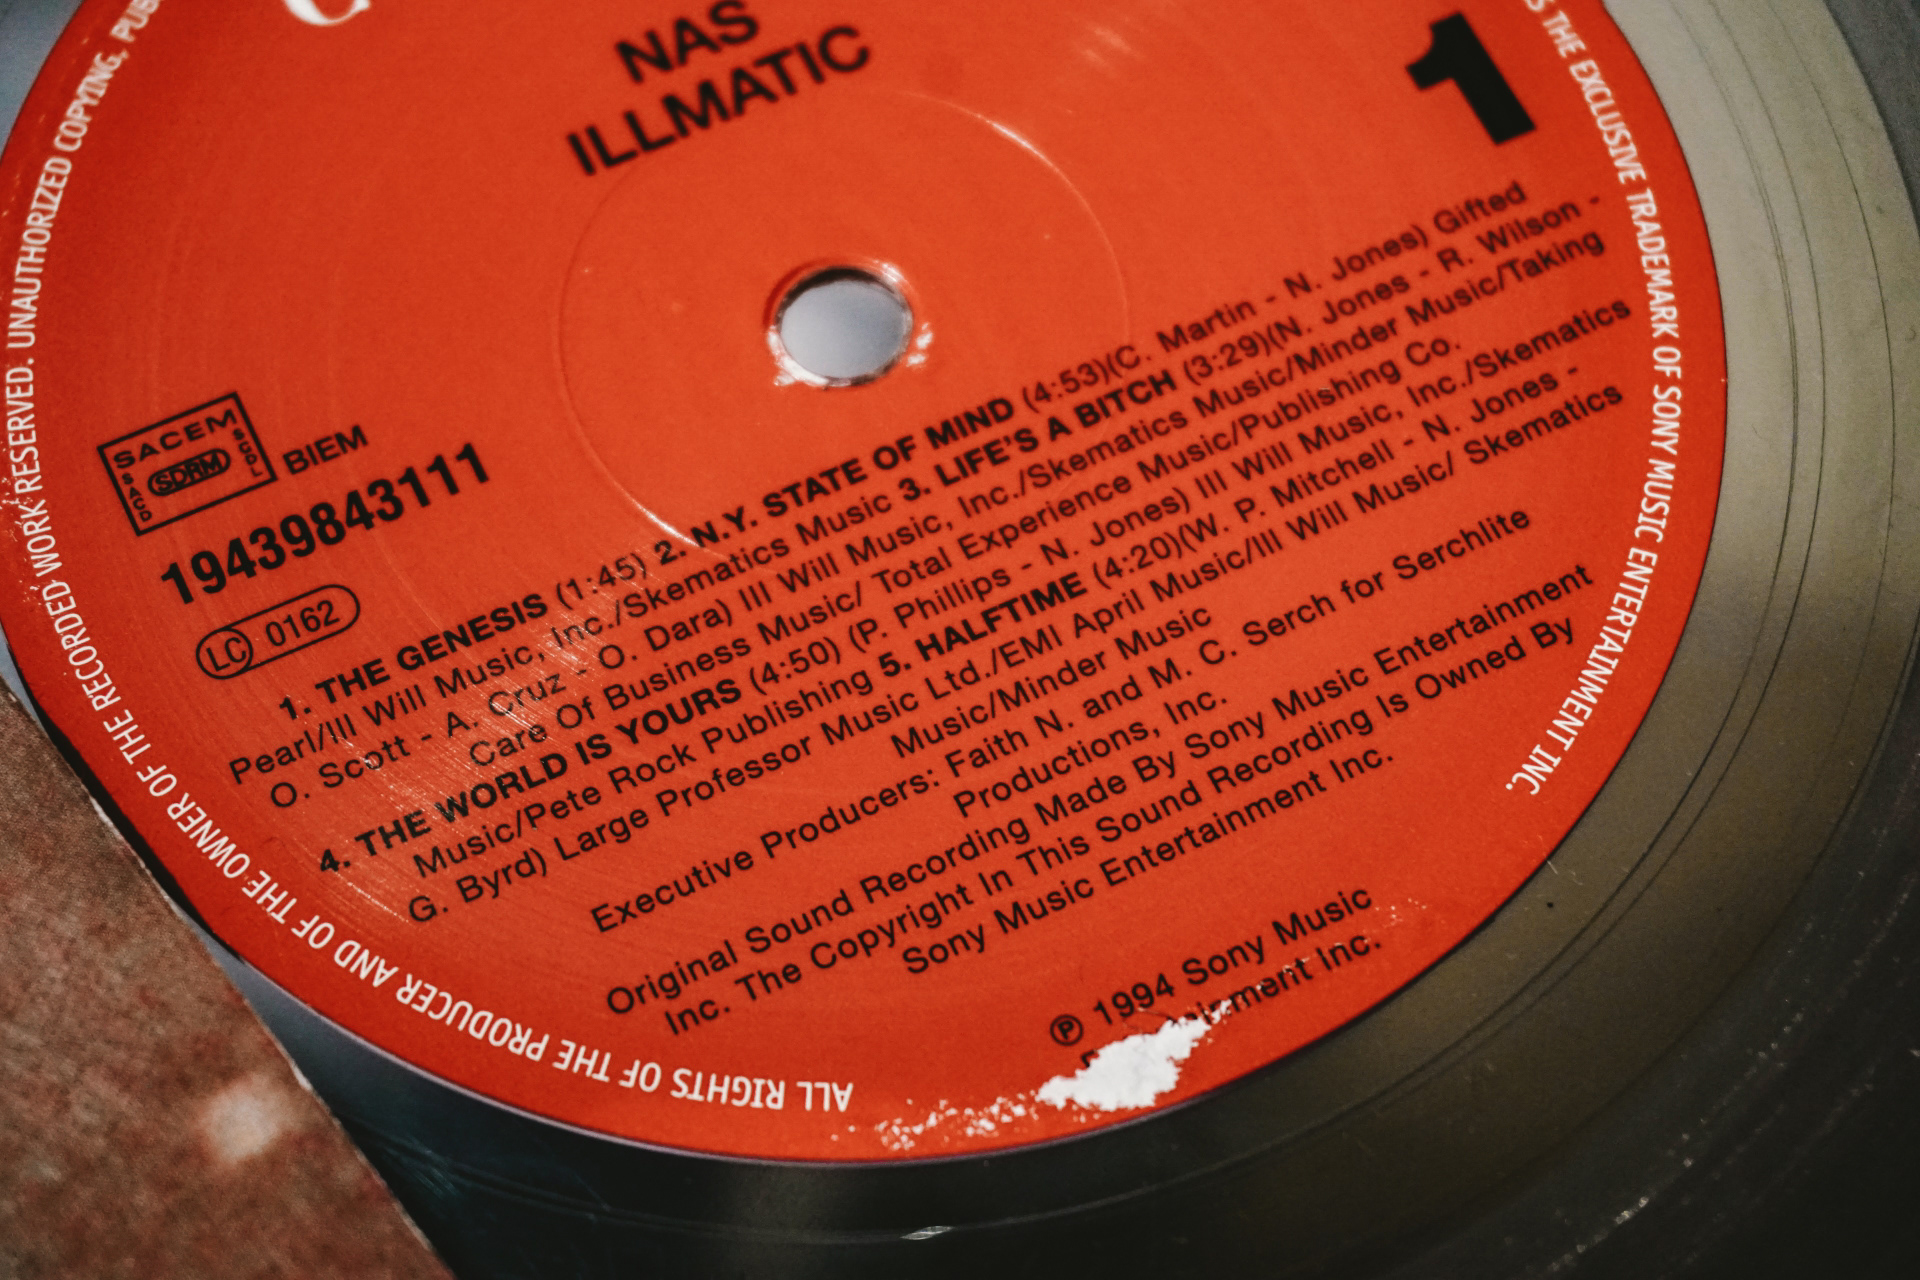 NAS
ILLMATIC
1
SACEM
SDRM
SACD
SGDL
BIEM
19439843111
LC 0162
1. THE GENESIS (1:45) 2. N.Y. STATE OF MIND (4:53)(C. Martin - N. Jones) Gifted
Pearl/Ill Will Music, Inc./Skematics Music 3. LIFE'S A BITCH (3:29)(N. Jones - R. Wilson -
O. Scott - A. Cruz - O. Dara) Ill Will Music, Inc./Skematics Music/Minder Music/Taking
Care Of Business Music/ Total Experience Music/Publishing Co.
4. THE WORLD IS YOURS (4:50) (P. Phillips - N. Jones) Ill Will Music, Inc./Skematics
Music/Pete Rock Publishing 5. HALFTIME (4:20)(W. P. Mitchell - N. Jones -
G. Byrd) Large Professor Music Ltd./EMI April Music/Ill Will Music/ Skematics
Music/Minder Music
Executive Producers: Faith N. and M. C. Serch for Serchlite
Productions, Inc.
Original Sound Recording Made By Sony Music Entertainment
Inc. The Copyright In This Sound Recording Is Owned By
Sony Music Entertainment Inc.
℗ 1994 Sony Music
Inc.
ALL RIGHTS OF THE PRODUCER AND OF THE OWNER OF THE RECORDED WORK RESERVED. UNAUTHORIZED COPYING,
THE EXCLUSIVE TRADEMARK OF SONY MUSIC ENTERTAINMENT INC.